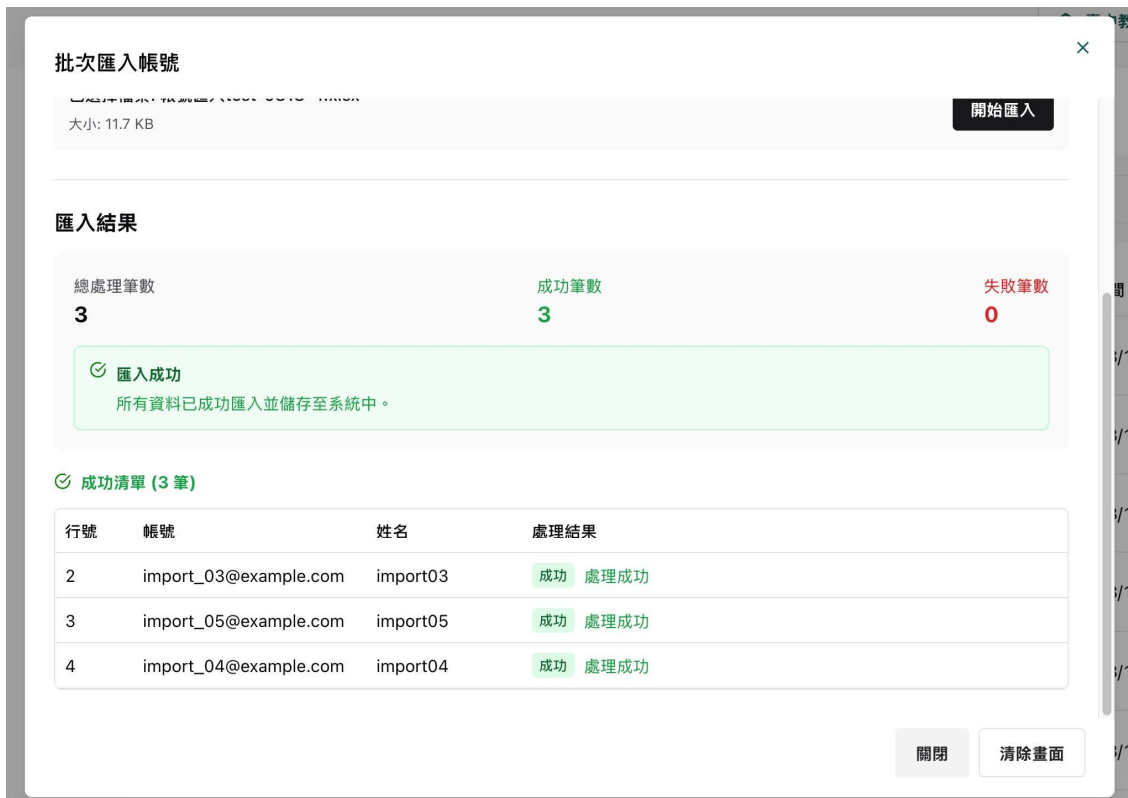 批次匯入帳號
大小: 11.7 KB
開始匯入
匯入結果
總處理筆數
3
成功筆數
3
失敗筆數
0
匯入成功
所有資料已成功匯入並儲存至系統中。
成功清單 (3 筆)
行號 帳號 姓名 處理結果
2 import_03@example.com import03 成功 處理成功
3 import_05@example.com import05 成功 處理成功
4 import_04@example.com import04 成功 處理成功
關閉 清除畫面